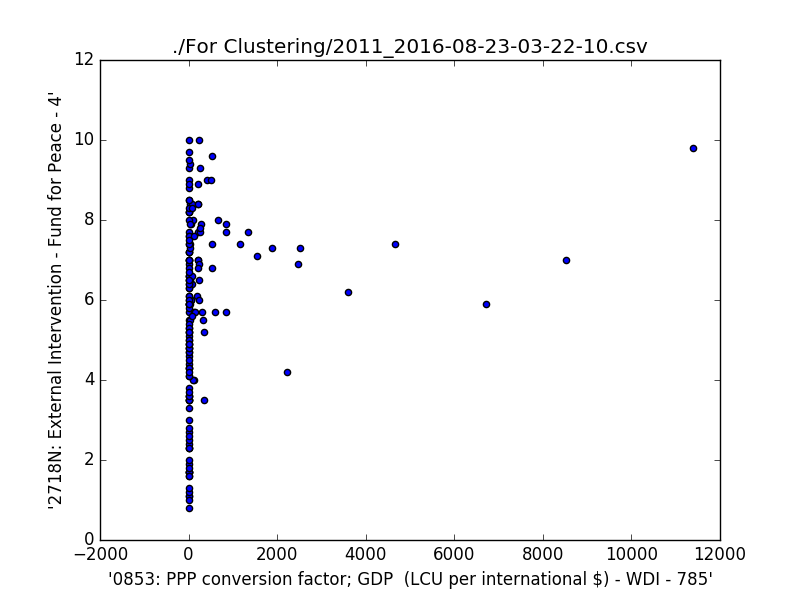 ./For Clustering/2011_2016-08-23-03-22-10.csv
12
10
8
6
4
2
0
'2718N: External Intervention - Fund for Peace - 4'
−2000 0 2000 4000 6000 8000 10000 12000
'0853: PPP conversion factor; GDP  (LCU per international $) - WDI - 785'